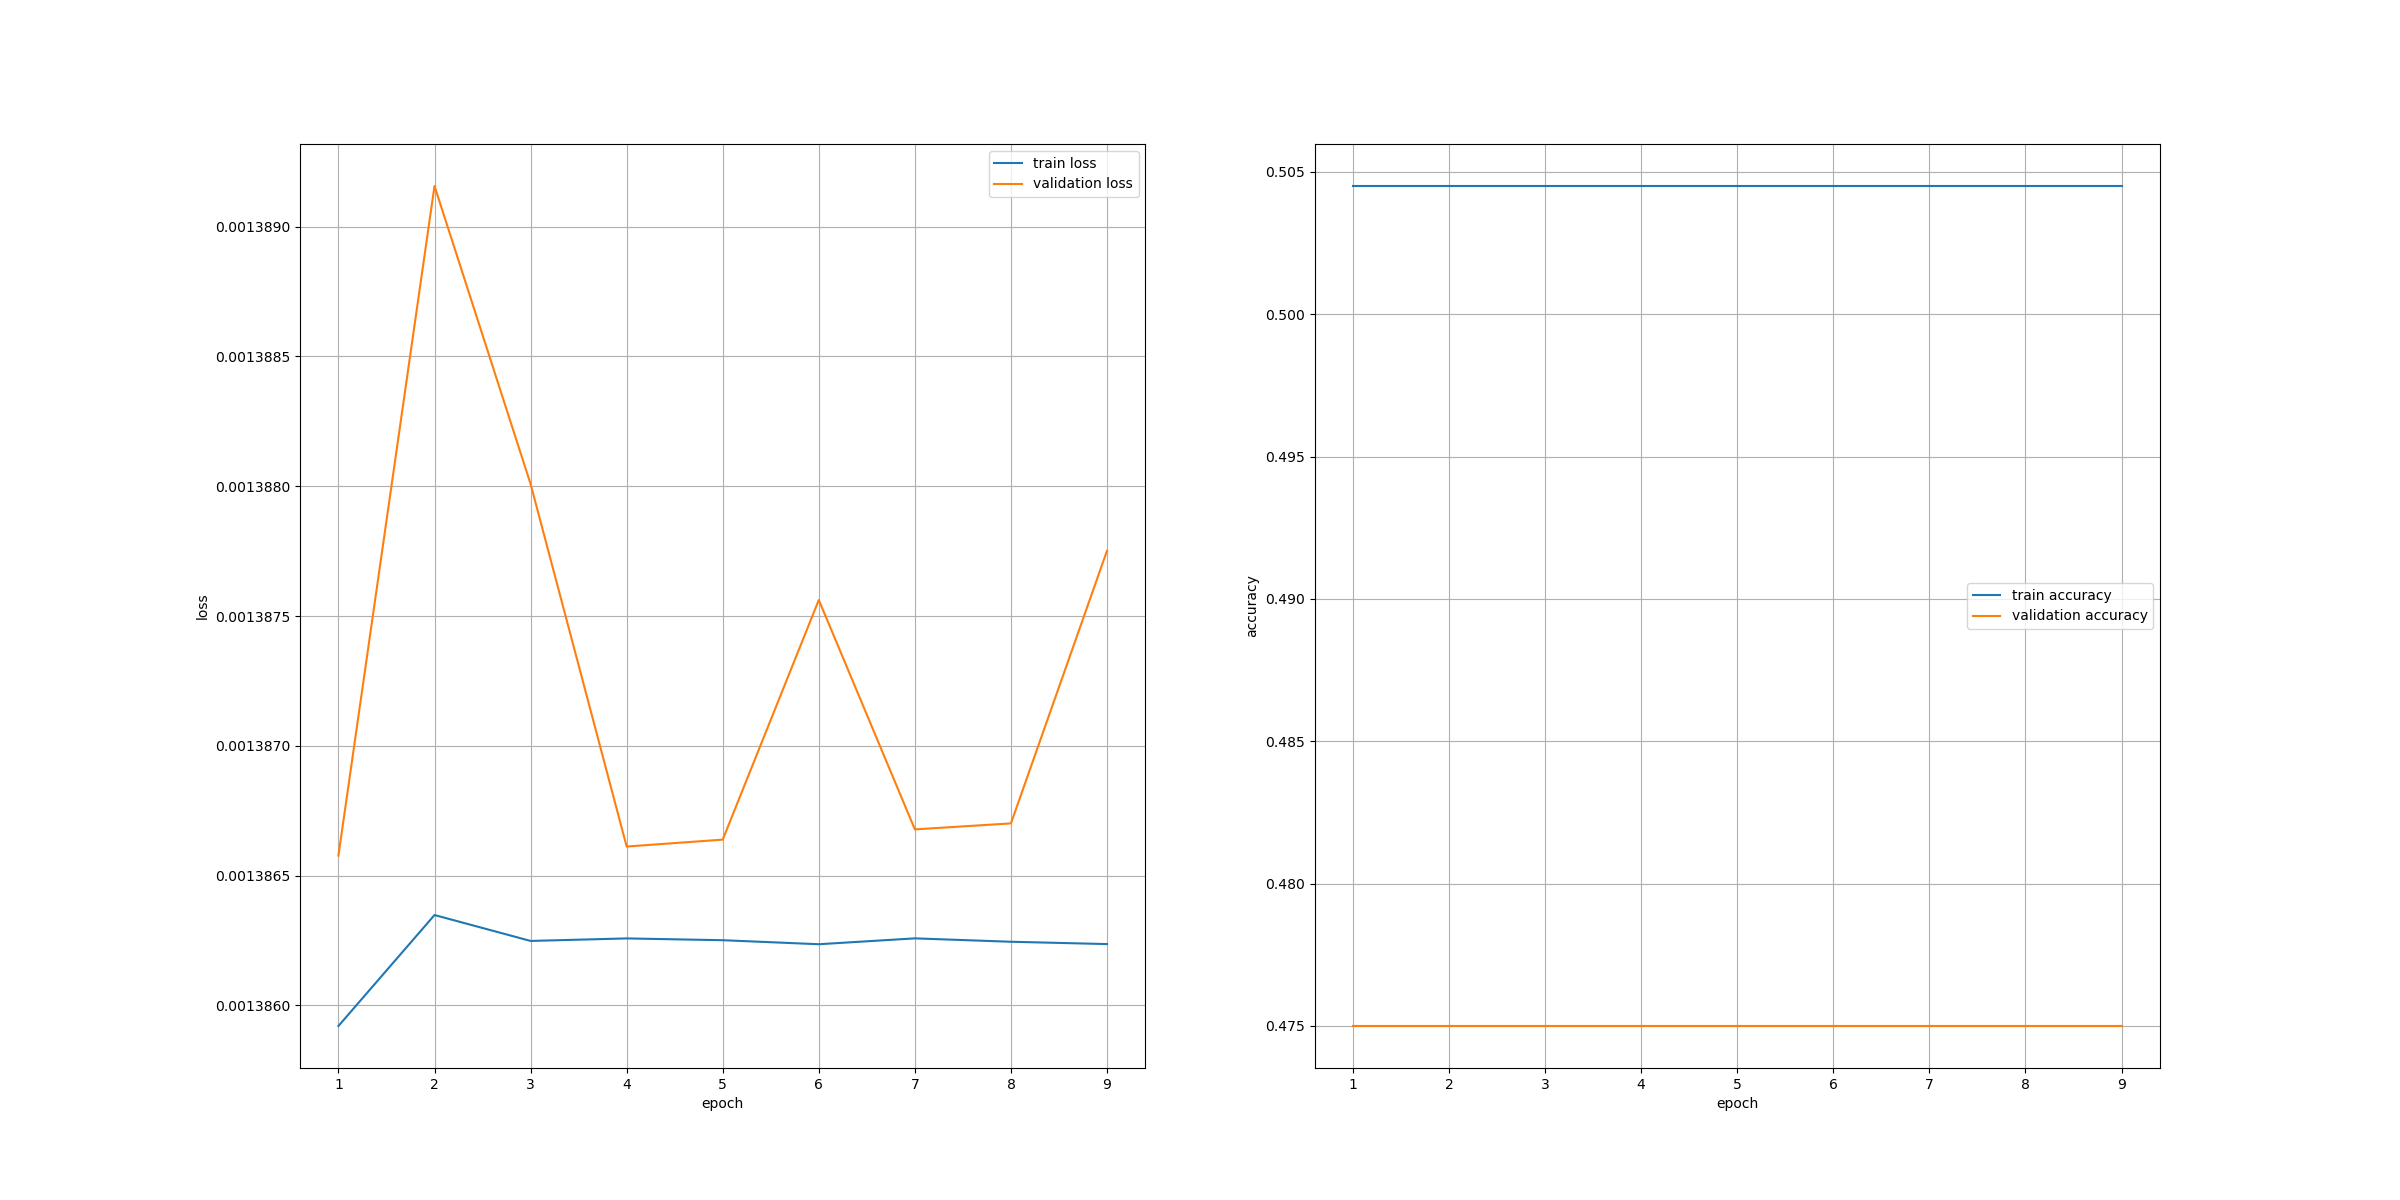 train loss
validation loss
0.0013890
0.0013885
0.0013880
0.0013875
0.0013870
0.0013865
0.0013860
loss
1 2 3 4 5 6 7 8 9
epoch
0.505
0.500
0.495
0.490
0.485
0.480
0.475
accuracy
train accuracy
validation accuracy
1 2 3 4 5 6 7 8 9
epoch